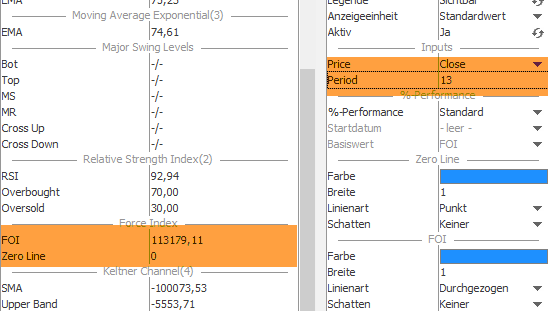 EMA 73,25
Moving Average Exponential(3)
EMA 74,61
Major Swing Levels
Bot -/-
Top -/-
MS -/-
MR -/-
Cross Up -/-
Cross Down -/-
Relative Strength Index(2)
RSI 92,94
Overbought 70,00
Oversold 30,00
Force Index
FOI 113179,11
Zero Line 0
Keltner Channel(4)
SMA -100073,53
Upper Band -5553,71
Legende Sichtbar
Anzeigeeinheit Standardwert
Aktiv Ja
Inputs
Price Close
Period 13
%-Performance
%-Performance Standard
Startdatum - leer -
Basiswert FOI
Zero Line
Farbe
Breite 1
Linienart Punkt
Schatten Keiner
FOI
Farbe
Breite 1
Linienart Durchgezogen
Schatten Keiner